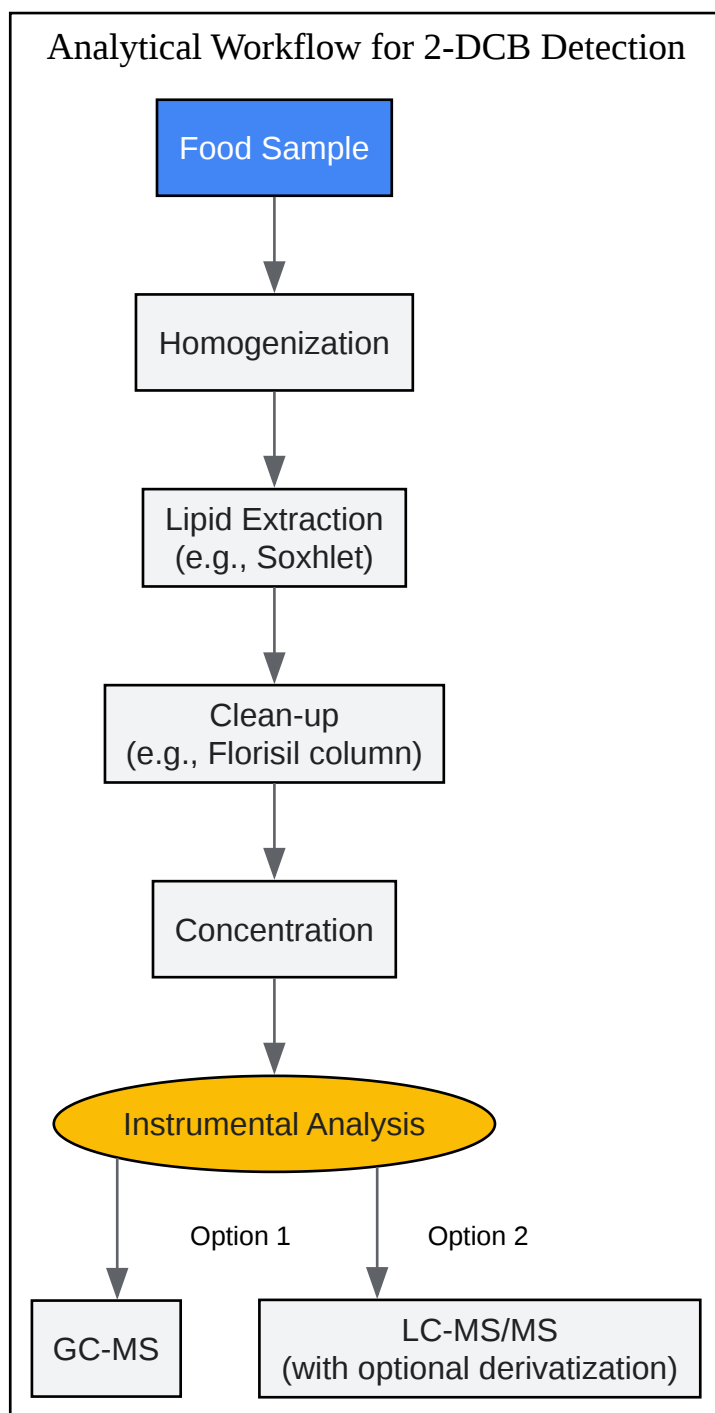 Analytical Workflow for 2-DCB Detection
Food Sample
Homogenization
Lipid Extraction
(e.g., Soxhlet)
Clean-up
(e.g., Florisil column)
Concentration
Instrumental Analysis
Option 1
Option 2
GC-MS
LC-MS/MS
(with optional derivatization)